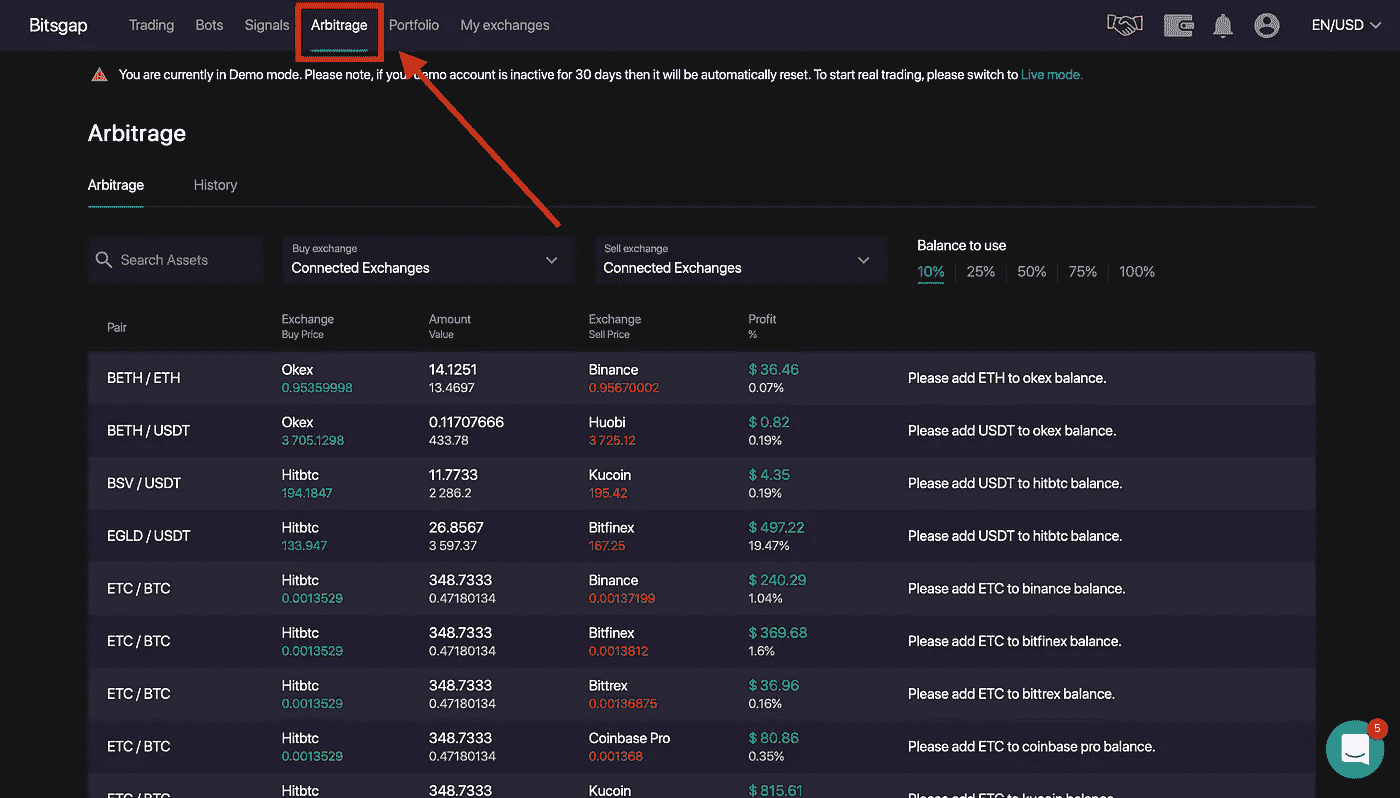 Bitsgap Trading Bots Signals Arbitrage Portfolio My exchanges EN/USD
You are currently in Demo mode. Please note, if you demo account is inactive for 30 days then it will be automatically reset. To start real trading, please switch to Live mode.
Arbitrage
Arbitrage History
Search Assets
Buy exchange
Connected Exchanges
Sell exchange
Connected Exchanges
Balance to use
10% 25% 50% 75% 100%
Pair
Exchange Amount Exchange Profit
Buy Price Value Sell Price %
BETH / ETH
Okex 14.1251 Binance $ 36.46
0.95359998 13.4697 0.95670002 0.07%
Please add ETH to okex balance.
BETH / USDT
Okex 0.11707666 Huobi $ 0.82
3 705.1298 433.78 3 725.12 0.19%
Please add USDT to okex balance.
BSV / USDT
Hitbtc 11.7733 Kucoin $ 4.35
194.1847 2 286.2 195.42 0.19%
Please add USDT to hitbtc balance.
EGLD / USDT
Hitbtc 26.8567 Bitfinex $ 497.22
133.947 3 597.37 167.25 19.47%
Please add USDT to hitbtc balance.
ETC / BTC
Hitbtc 348.7333 Binance $ 240.29
0.0013529 0.47180134 0.00137199 1.04%
Please add ETC to binance balance.
ETC / BTC
Hitbtc 348.7333 Bitfinex $ 369.68
0.0013529 0.47180134 0.0013812 1.6%
Please add ETC to bitfinex balance.
ETC / BTC
Hitbtc 348.7333 Bittrex $ 36.96
0.0013529 0.47180134 0.00136875 0.16%
Please add ETC to bittrex balance.
ETC / BTC
Hitbtc 348.7333 Coinbase Pro $ 80.86
0.0013529 0.47180134 0.001368 0.35%
Please add ETC to coinbase pro balance.
5
ETC / BTC
Hitbtc 348.7333 Kucoin $ 815.61
Please add ETC to kucoin balance.